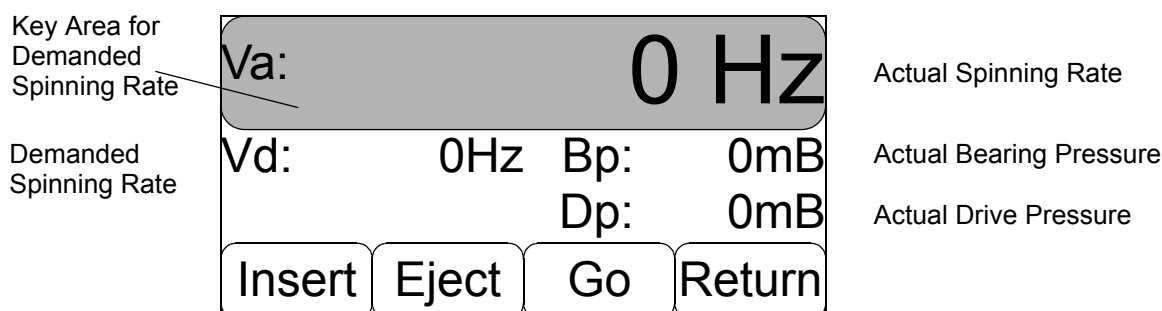 Key Area for
Demanded
Spinning Rate
Va: 0 Hz
Actual Spinning Rate
Demanded
Spinning Rate
Vd: 0Hz Bp: 0mB
Actual Bearing Pressure
Dp: 0mB
Actual Drive Pressure
Insert Eject Go Return